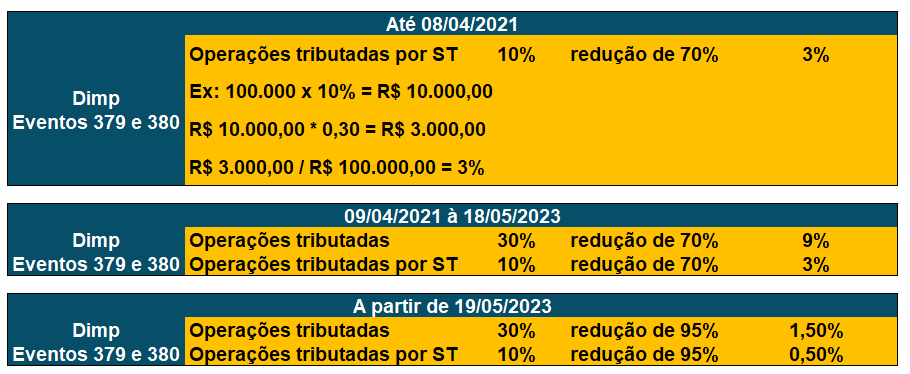 Até 08/04/2021
Dimp
Eventos 379 e 380
Operações tributadas por ST 10% redução de 70% 3%
Ex: 100.000 x 10% = R$ 10.000,00
R$ 10.000,00 * 0,30 = R$ 3.000,00
R$ 3.000,00 / R$ 100.000,00 = 3%
09/04/2021 à 18/05/2023
Dimp
Eventos 379 e 380
Operações tributadas 30% redução de 70% 9%
Operações tributadas por ST 10% redução de 70% 3%
A partir de 19/05/2023
Dimp
Eventos 379 e 380
Operações tributadas 30% redução de 95% 1,50%
Operações tributadas por ST 10% redução de 95% 0,50%